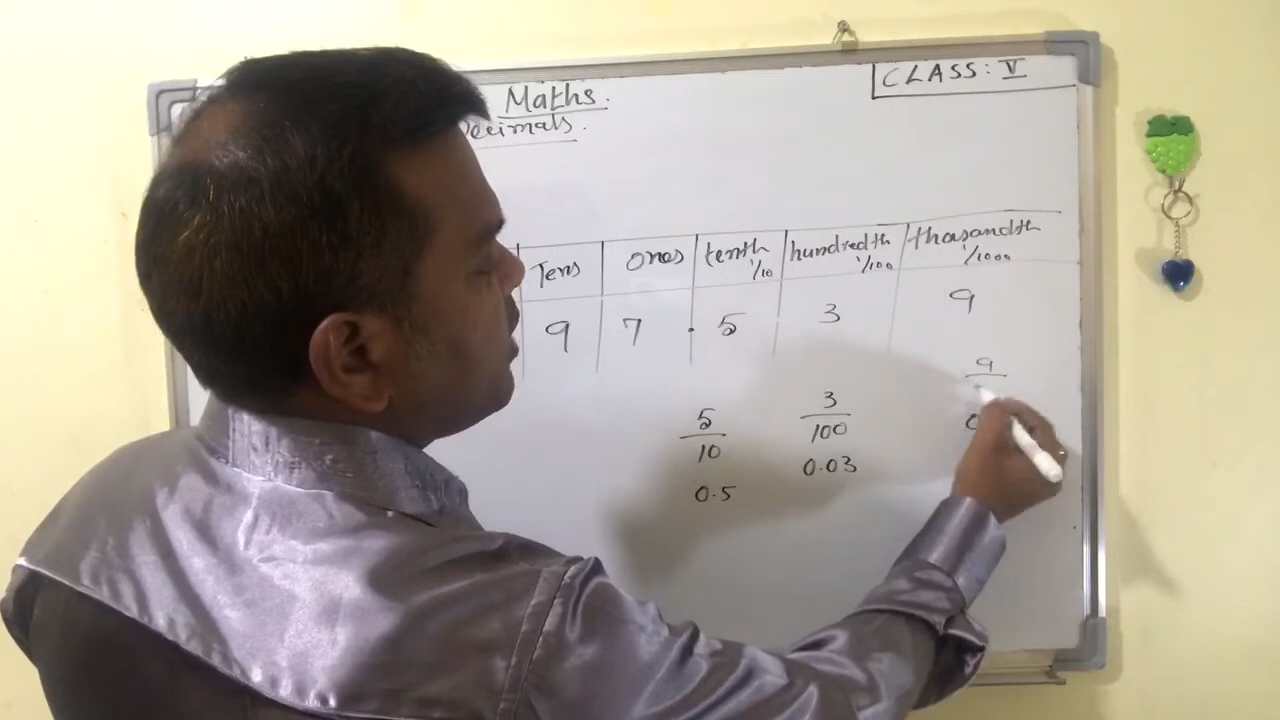 Maths.
Decimals.
CLASS: V
Tens ones tenth 1/10 hundredth 1/100 thosandth 1/1000
9 7 . 5 3 9
5/10 3/100 9
0.5 0.03